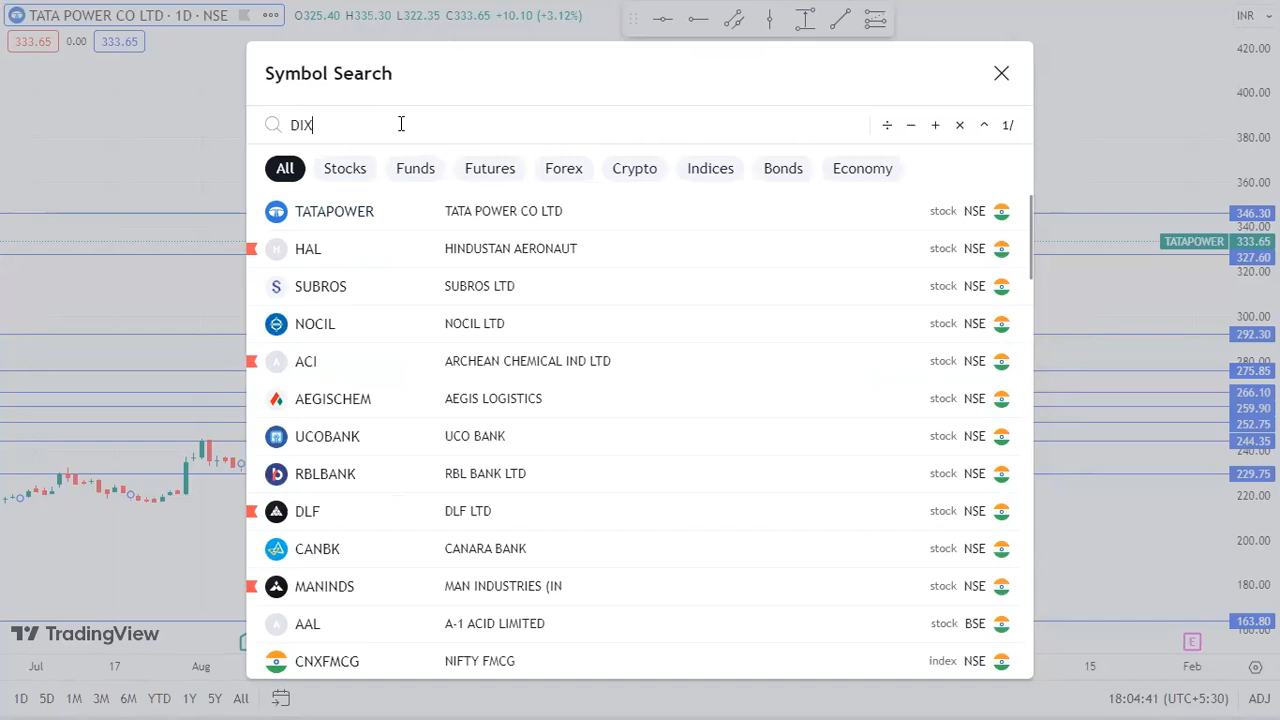 TATA POWER CO LTD · 1D · NSE
O325.40 H335.30 L322.35 C333.65 +10.10 (+3.12%)
INR
333.65 0.00 333.65
Symbol Search
DIX
1/
All Stocks Funds Futures Forex Crypto Indices Bonds Economy
TATAPOWER TATA POWER CO LTD stock NSE
HAL HINDUSTAN AERONAUT stock NSE
SUBROS SUBROS LTD stock NSE
NOCIL NOCIL LTD stock NSE
ACI ARCHEAN CHEMICAL IND LTD stock NSE
AEGISCHEM AEGIS LOGISTICS stock NSE
UCOBANK UCO BANK stock NSE
RBLBANK RBL BANK LTD stock NSE
DLF DLF LTD stock NSE
CANBK CANARA BANK stock NSE
MANINDS MAN INDUSTRIES (IN stock NSE
AAL A-1 ACID LIMITED stock BSE
CNXFMCG NIFTY FMCG index NSE
420.00
400.00
380.00
360.00
346.30
340.00
TATAPOWER 333.65
327.60
320.00
300.00
292.30
280.00
275.85
266.10
259.90
252.75
244.35
240.00
229.75
220.00
200.00
180.00
163.80
160.00
TradingView
E
Jul 17 Aug 15 Feb
1D 5D 1M 3M 6M YTD 1Y 5Y All
18:04:41 (UTC+5:30) ADJ